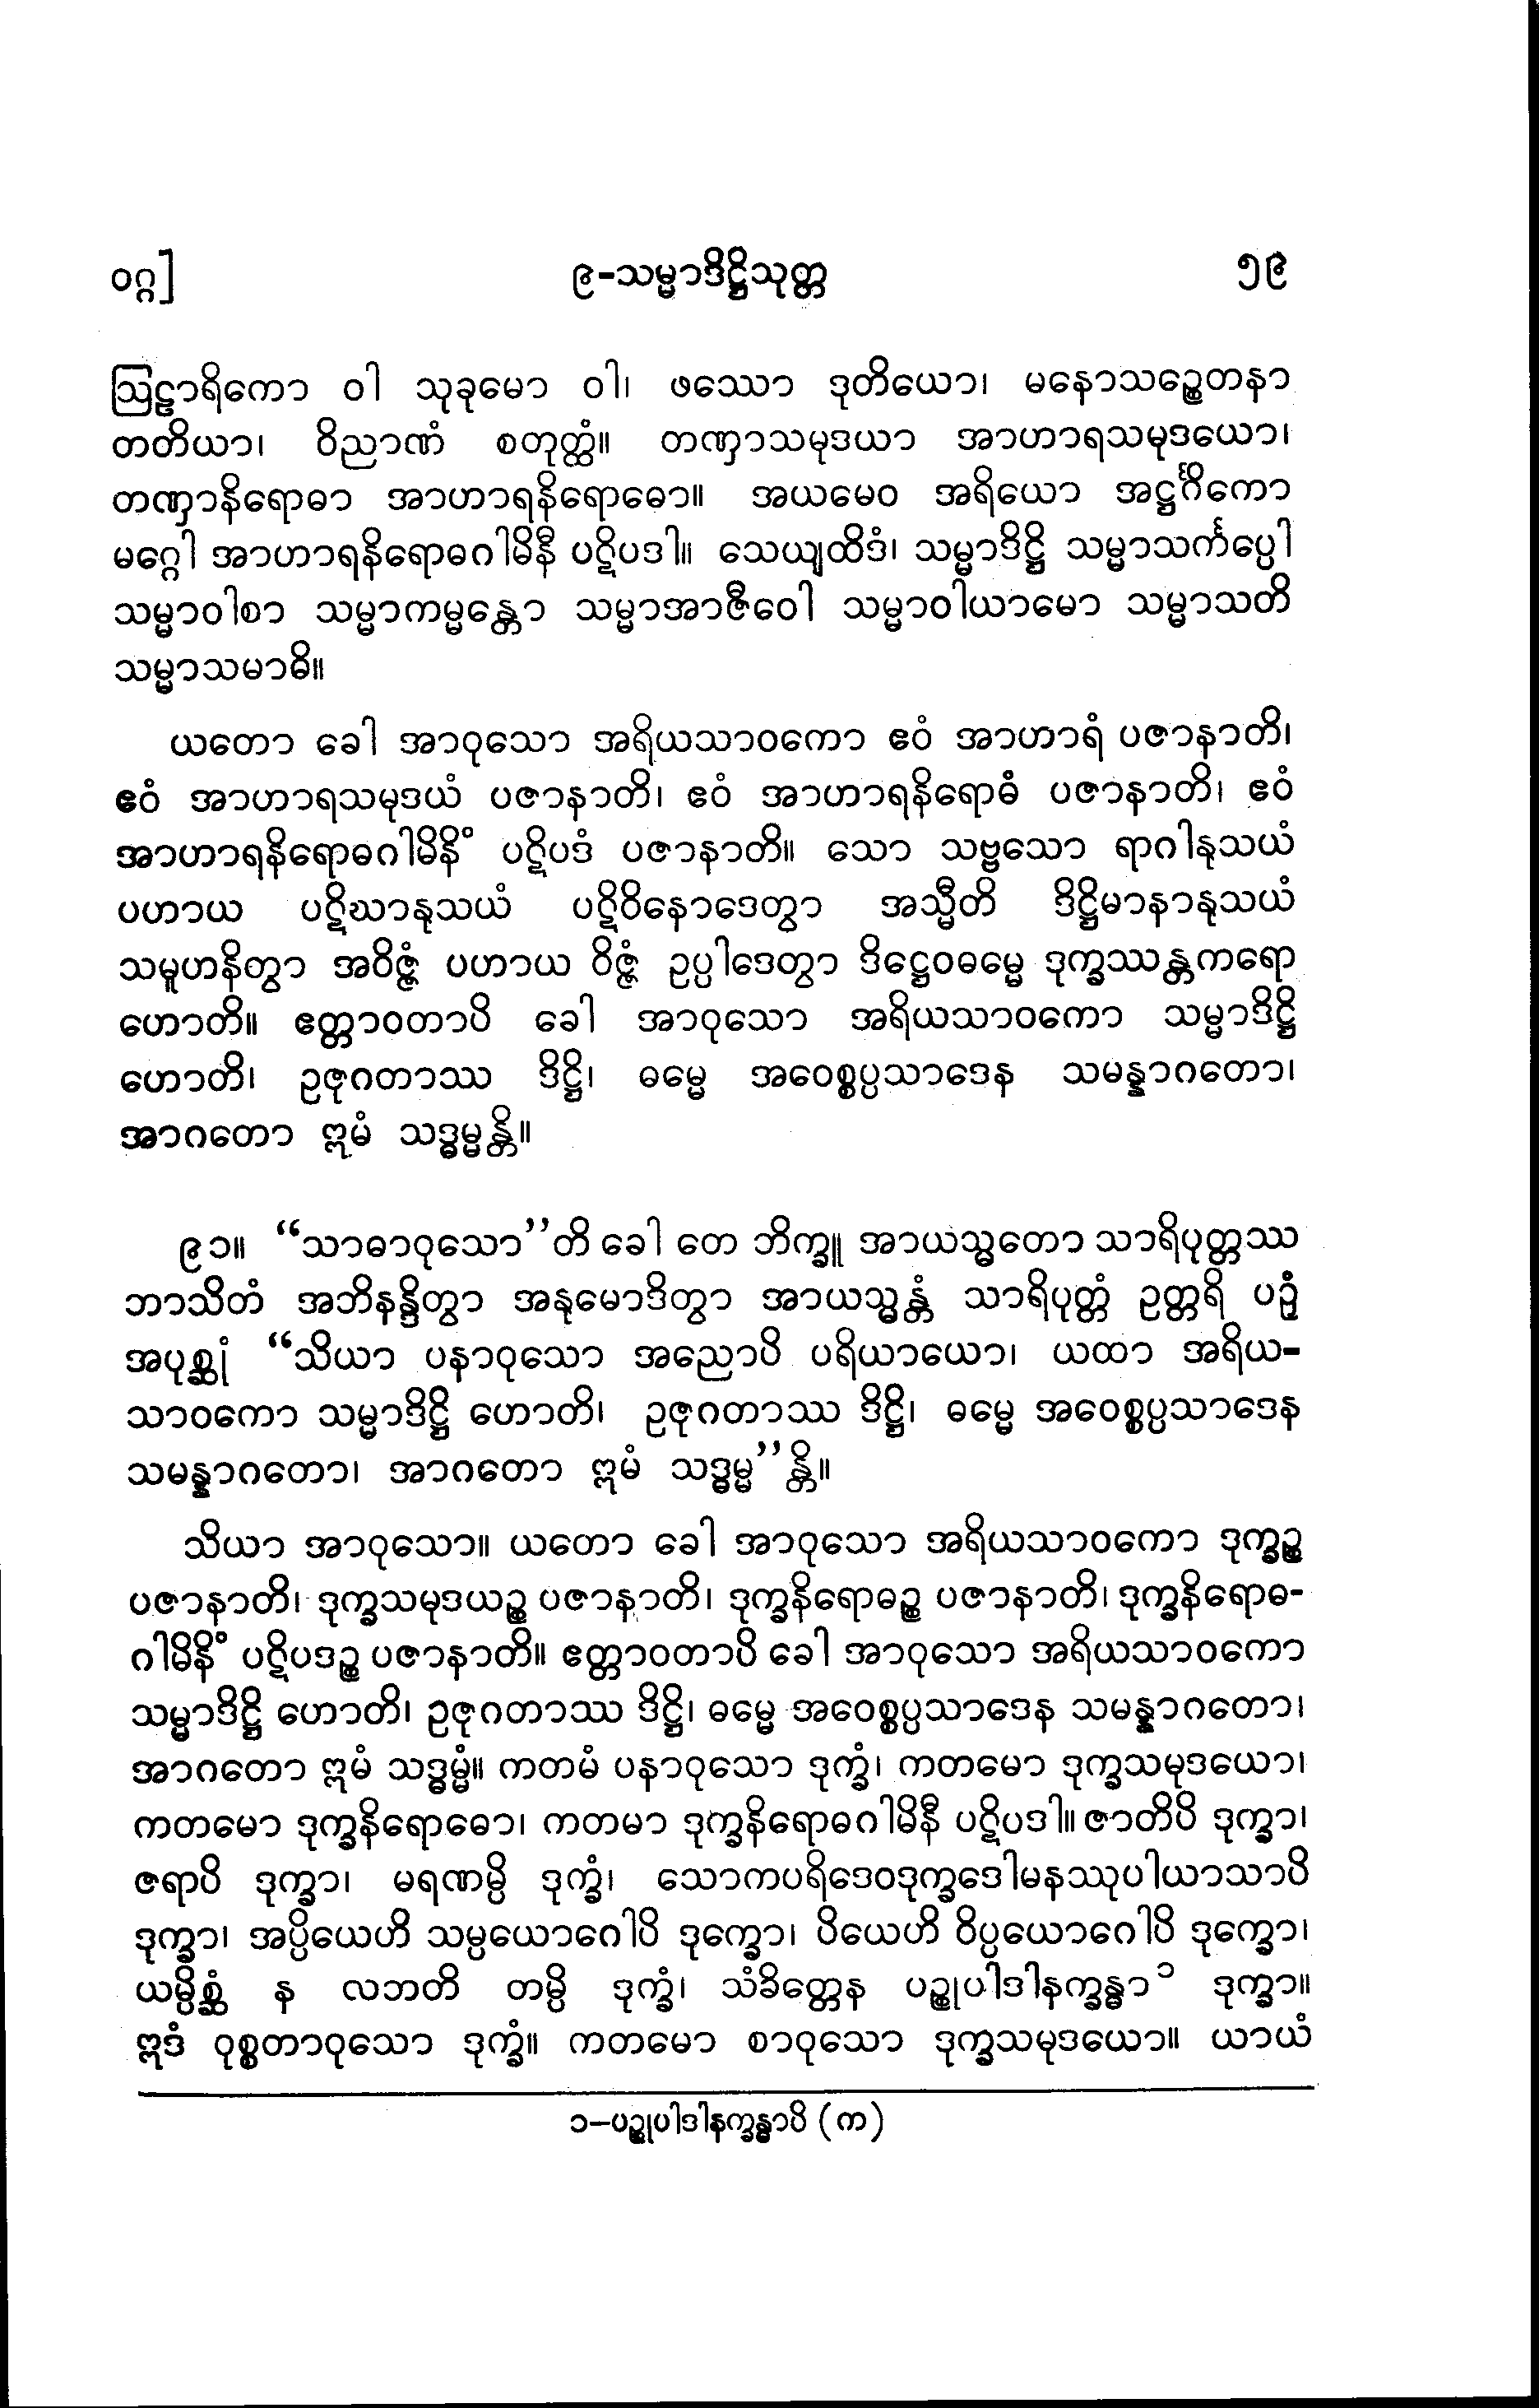 ဝဂ္ဂ]
၉-သမ္မာဒိဋ္ဌိသုတ္တ
၅၉
ဩဠာရိကော ဝါ သုခုမော ဝါ၊ ဖဿော ဒုတိယော၊ မနောသဉ္စေတနာ
တတိယာ၊ ဝိညာဏံ စတုတ္ထံ။ တဏှာသမုဒယာ အာဟာရသမုဒယော၊
တဏှာနိရောဓာ အာဟာရနိရောဓော။ အယမေဝ အရိယော အဋ္ဌင်္ဂိကော
မဂ္ဂေါ အာဟာရနိရောဓဂါမိနီ ပဋိပဒါ။ သေယျထိဒံ၊ သမ္မာဒိဋ္ဌိ သမ္မာသင်္ကပ္ပေါ
သမ္မာဝါစာ သမ္မာကမ္မန္တော သမ္မာအာဇီဝေါ သမ္မာဝါယာမော သမ္မာသတိ
သမ္မာသမာဓိ။
ယတော ခေါ အာဝုသော အရိယသာဝကော ဧဝံ အာဟာရံ ပဇာနာတိ၊
ဧဝံ အာဟာရသမုဒယံ ပဇာနာတိ၊ ဧဝံ အာဟာရနိရောဓံ ပဇာနာတိ၊ ဧဝံ
အာဟာရနိရောဓဂါမိနိံ ပဋိပဒံ ပဇာနာတိ။ သော သဗ္ဗသော ရာဂါနုသယံ
ပဟာယ ပဋိဃာနုသယံ ပဋိဝိနောဒေတွာ အသ္မီတိ ဒိဋ္ဌိမာနာနုသယံ
သမူဟနိတွာ အဝိဇ္ဇံ ပဟာယ ဝိဇ္ဇံ ဥပ္ပါဒေတွာ ဒိဋ္ဌေဝဓမ္မေ ဒုက္ခဿန္တကရော
ဟောတိ။ ဧတ္တာဝတာပိ ခေါ အာဝုသော အရိယသာဝကော သမ္မာဒိဋ္ဌိ
ဟောတိ၊ ဥဇုဂတာဿ ဒိဋ္ဌိ၊ ဓမ္မေ အဝေစ္စပ္ပသာဒေန သမန္နာဂတော၊
အာဂတော ဣမံ သဒ္ဓမ္မန္တိ။
၉၁။ “သာဓာဝုသော”တိ ခေါ တေ ဘိက္ခူ အာယသ္မတော သာရိပုတ္တဿ
ဘာသိတံ အဘိနန္ဒိတွာ အနုမောဒိတွာ အာယသ္မန္တံ သာရိပုတ္တံ ဥတ္တရိ ပဉှံ
အပုစ္ဆုံ “သိယာ ပနာဝုသော အညောပိ ပရိယာယော၊ ယထာ အရိယ-
သာဝကော သမ္မာဒိဋ္ဌိ ဟောတိ၊ ဥဇုဂတာဿ ဒိဋ္ဌိ၊ ဓမ္မေ အဝေစ္စပ္ပသာဒေန
သမန္နာဂတော၊ အာဂတော ဣမံ သဒ္ဓမ္မ”န္တိ။
သိယာ အာဝုသော။ ယတော ခေါ အာဝုသော အရိယသာဝကော ဒုက္ခဉ္စ
ပဇာနာတိ၊ ဒုက္ခသမုဒယဉ္စ ပဇာနာတိ၊ ဒုက္ခနိရောဓဉ္စ ပဇာနာတိ၊ ဒုက္ခနိရောဓ-
ဂါမိနိံ ပဋိပဒဉ္စ ပဇာနာတိ။ ဧတ္တာဝတာပိ ခေါ အာဝုသော အရိယသာဝကော
သမ္မာဒိဋ္ဌိ ဟောတိ၊ ဥဇုဂတာဿ ဒိဋ္ဌိ၊ ဓမ္မေ အဝေစ္စပ္ပသာဒေန သမန္နာဂတော၊
အာဂတော ဣမံ သဒ္ဓမ္မံ။ ကတမံ ပနာဝုသော ဒုက္ခံ၊ ကတမော ဒုက္ခသမုဒယော၊
ကတမော ဒုက္ခနိရောဓော၊ ကတမာ ဒုက္ခနိရောဓဂါမိနီ ပဋိပဒါ။ ဇာတိပိ ဒုက္ခာ၊
ဇရာပိ ဒုက္ခာ၊ မရဏမ္ပိ ဒုက္ခံ၊ သောကပရိဒေဝဒုက္ခဒေါမနဿုပါယာသာပိ
ဒုက္ခာ၊ အပ္ပိယေဟိ သမ္ပယောဂေါပိ ဒုက္ခော၊ ပိယေဟိ ဝိပ္ပယောဂေါပိ ဒုက္ခော၊
ယမ္ပိစ္ဆံ န လဘတိ တမ္ပိ ဒုက္ခံ၊ သံခိတ္တေန ပဉ္စုပါဒါနက္ခန္ဓာ၁ ဒုက္ခာ။
ဣဒံ ဝုစ္စတာဝုသော ဒုက္ခံ။ ကတမော စာဝုသော ဒုက္ခသမုဒယော။ ယာယံ
၁–ပဉ္စုပါဒါနက္ခန္ဓာပိ (က)